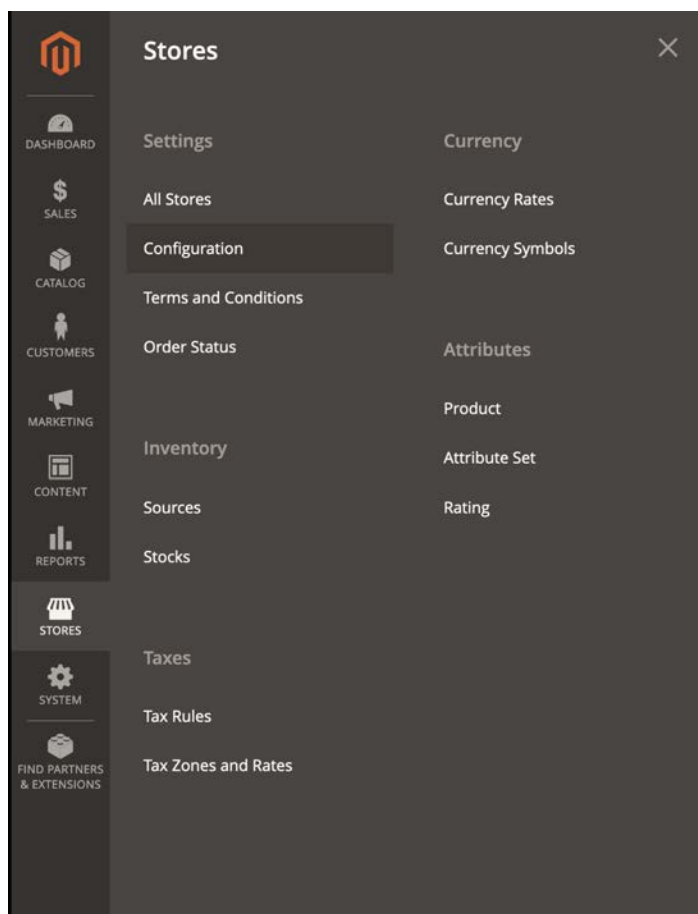 Stores
DASHBOARD
SALES
CATALOG
CUSTOMERS
MARKETING
CONTENT
REPORTS
STORES
SYSTEM
FIND PARTNERS
& EXTENSIONS
Settings
All Stores
Configuration
Terms and Conditions
Order Status
Inventory
Sources
Stocks
Taxes
Tax Rules
Tax Zones and Rates
Currency
Currency Rates
Currency Symbols
Attributes
Product
Attribute Set
Rating